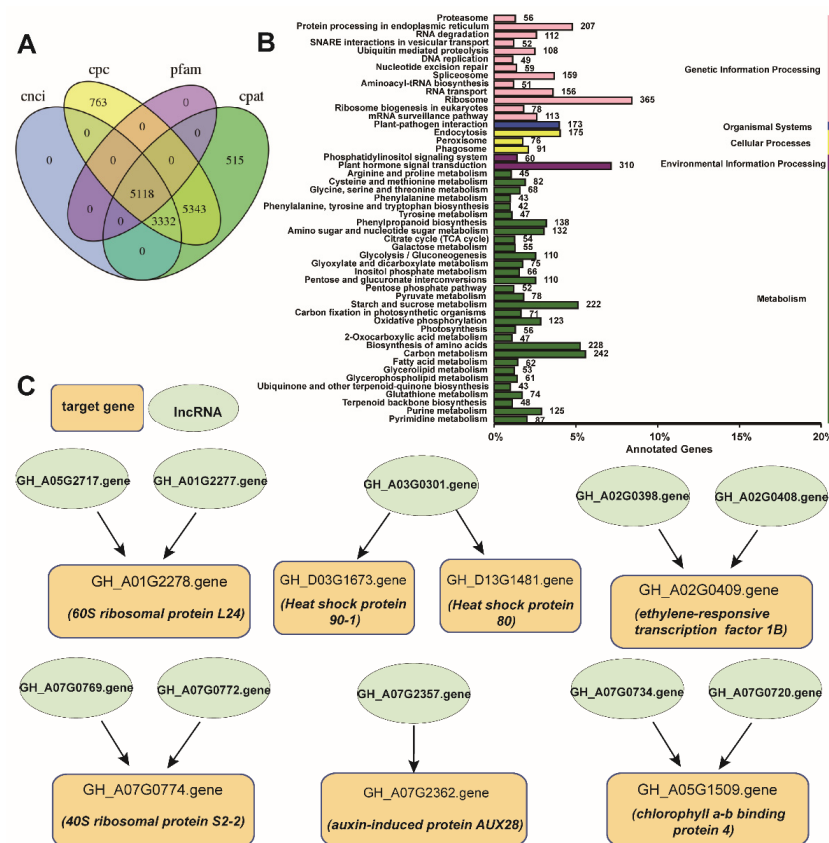 A
cnci
cpc
pfam
cpat
763
0
0
0
0
0
0
0
515
5118
0
0
3332
5343
0
B
Proteasome 56
Protein processing in endoplasmic reticulum 207
RNA degradation 112
SNARE interactions in vesicular transport 52
Ubiquitin mediated proteolysis 108
DNA replication 49
Nucleotide excision repair 59
Spliceosome 159
Aminoacyl-tRNA biosynthesis 51
RNA transport 156
Ribosome 365
Ribosome biogenesis in eukaryotes 78
mRNA surveillance pathway 113
Plant-pathogen interaction 173
Endocytosis 175
Peroxisome 76
Phagosome 91
Phosphatidylinositol signaling system 60
Plant hormone signal transduction 310
Arginine and proline metabolism 45
Cysteine and methionine metabolism 82
Glycine, serine and threonine metabolism 68
Phenylalanine metabolism 43
Phenylalanine, tyrosine and tryptophan biosynthesis 42
Tyrosine metabolism 47
Phenylpropanoid biosynthesis 138
Amino sugar and nucleotide sugar metabolism 132
Citrate cycle (TCA cycle) 54
Galactose metabolism 55
Glycolysis / Gluconeogenesis 110
Glyoxylate and dicarboxylate metabolism 75
Inositol phosphate metabolism 66
Pentose and glucuronate interconversions 110
Pentose phosphate pathway 52
Pyruvate metabolism 78
Starch and sucrose metabolism 222
Carbon fixation in photosynthetic organisms 71
Oxidative phosphorylation 123
Photosynthesis 56
2-Oxocarboxylic acid metabolism 47
Biosynthesis of amino acids 228
Carbon metabolism 242
Fatty acid metabolism 62
Glycerolipid metabolism 53
Glycerophospholipid metabolism 61
Ubiquinone and other terpenoid-quinone biosynthesis 43
Glutathione metabolism 74
Terpenoid backbone biosynthesis 48
Purine metabolism 125
Pyrimidine metabolism 87
Genetic Information Processing
Organismal Systems
Cellular Processes
Environmental Information Processing
Metabolism
0% 5% 10% 15% 20%
Annotated Genes
C
target gene
lncRNA
GH_A05G2717.gene
GH_A01G2277.gene
GH_A01G2278.gene
(60S ribosomal protein L24)
GH_A03G0301.gene
GH_D03G1673.gene
(Heat shock protein
90-1)
GH_D13G1481.gene
(Heat shock protein
80)
GH_A02G0398.gene
GH_A02G0408.gene
GH_A02G0409.gene
(ethylene-responsive
transcription factor 1B)
GH_A07G0769.gene
GH_A07G0772.gene
GH_A07G0774.gene
(40S ribosomal protein S2-2)
GH_A07G2357.gene
GH_A07G2362.gene
(auxin-induced protein AUX28)
GH_A07G0734.gene
GH_A07G0720.gene
GH_A05G1509.gene
(chlorophyll a-b binding
protein 4)